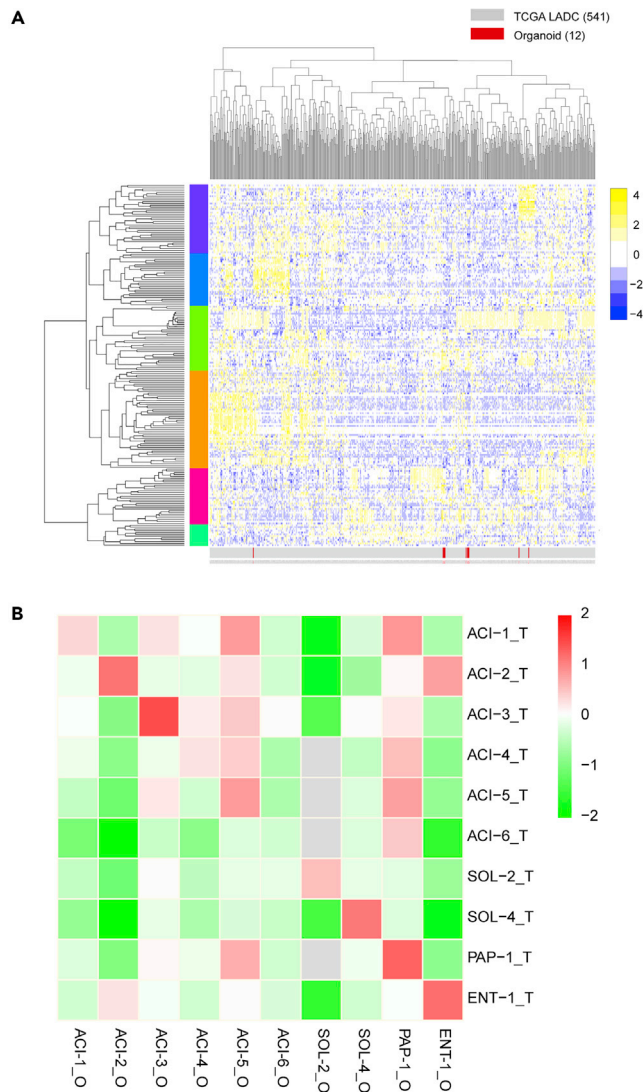 A
TCGA LADC (541)
Organoid (12)
4
2
0
−2
−4
B
ACI−1_T
ACI−2_T
ACI−3_T
ACI−4_T
ACI−5_T
ACI−6_T
SOL−2_T
SOL−4_T
PAP−1_T
ENT−1_T
2
1
0
−1
−2
ACI−1_O
ACI−2_O
ACI−3_O
ACI−4_O
ACI−5_O
ACI−6_O
SOL−2_O
SOL−4_O
PAP−1_O
ENT−1_O